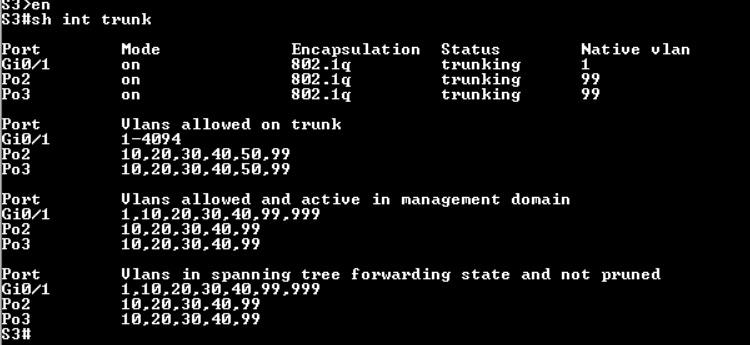 S3>en
S3#sh int trunk
Port Mode Encapsulation Status Native vlan
Gi0/1 on 802.1q trunking 1
Po2 on 802.1q trunking 99
Po3 on 802.1q trunking 99
Port Vlans allowed on trunk
Gi0/1 1-4094
Po2 10,20,30,40,50,99
Po3 10,20,30,40,50,99
Port Vlans allowed and active in management domain
Gi0/1 1,10,20,30,40,99,999
Po2 10,20,30,40,99
Po3 10,20,30,40,99
Port Vlans in spanning tree forwarding state and not pruned
Gi0/1 1,10,20,30,40,99,999
Po2 10,20,30,40,99
Po3 10,20,30,40,99
S3#